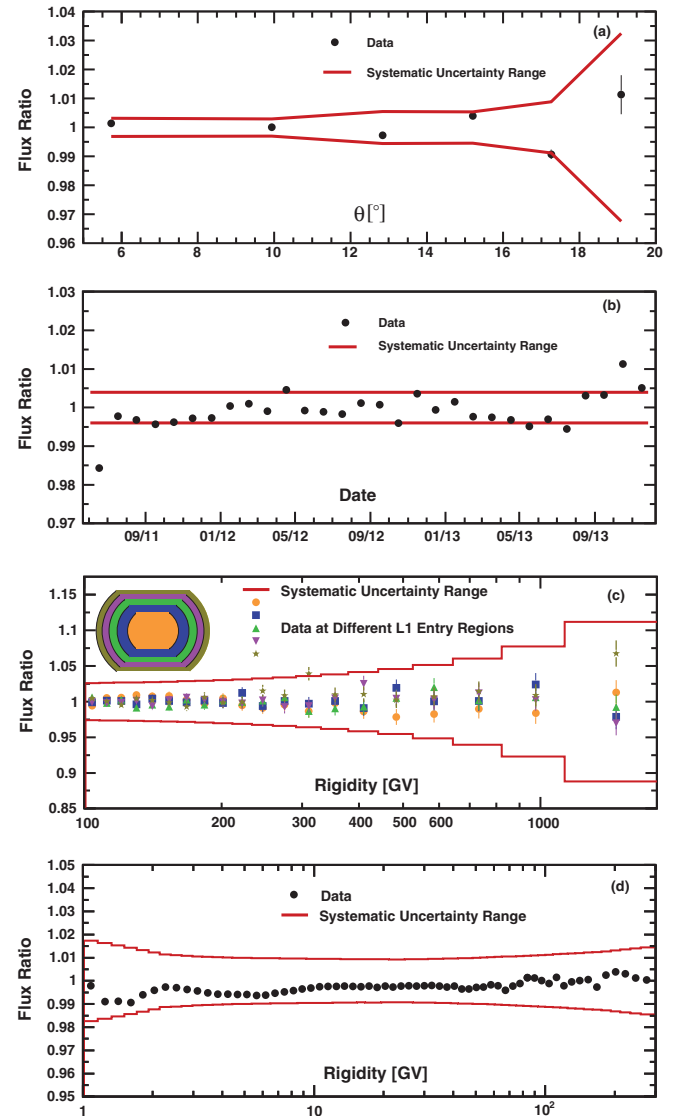 (a)
Data
Systematic Uncertainty Range
Flux Ratio
1.04
1.03
1.02
1.01
1
0.99
0.98
0.97
0.96
θ[°]
6 8 10 12 14 16 18 20
(b)
Data
Systematic Uncertainty Range
Flux Ratio
1.03
1.02
1.01
1
0.99
0.98
0.97
Date
09/11 01/12 05/12 09/12 01/13 05/13 09/13
(c)
Systematic Uncertainty Range
Data at Different L1 Entry Regions
Flux Ratio
1.15
1.1
1.05
1
0.95
0.9
0.85
Rigidity [GV]
100 200 300 400 500 600 1000
(d)
Data
Systematic Uncertainty Range
Flux Ratio
1.05
1.04
1.03
1.02
1.01
1
0.99
0.98
0.97
0.96
0.95
Rigidity [GV]
1 10 10²